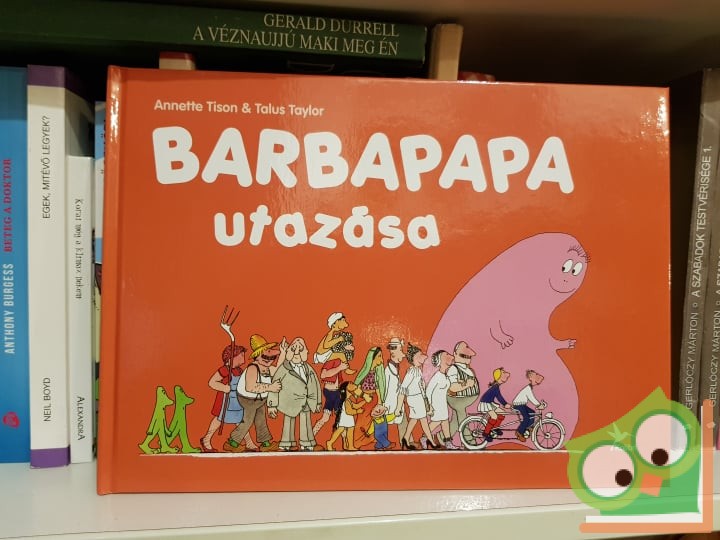 GERALD DURRELL
A VÉZNAUJJÚ MAKI MEG ÉN
Annette Tison & Talus Taylor
BARBAPAPA
utazása
ANTHONY BURGESS
BETEG A DOKTOR
NEIL BOYD
EGEK, MITÉVŐ LEGYEK?
ALEXANDRA
GERLÓCZY MÁRTON
A SZABADOK TESTVÉRISÉGE 1.